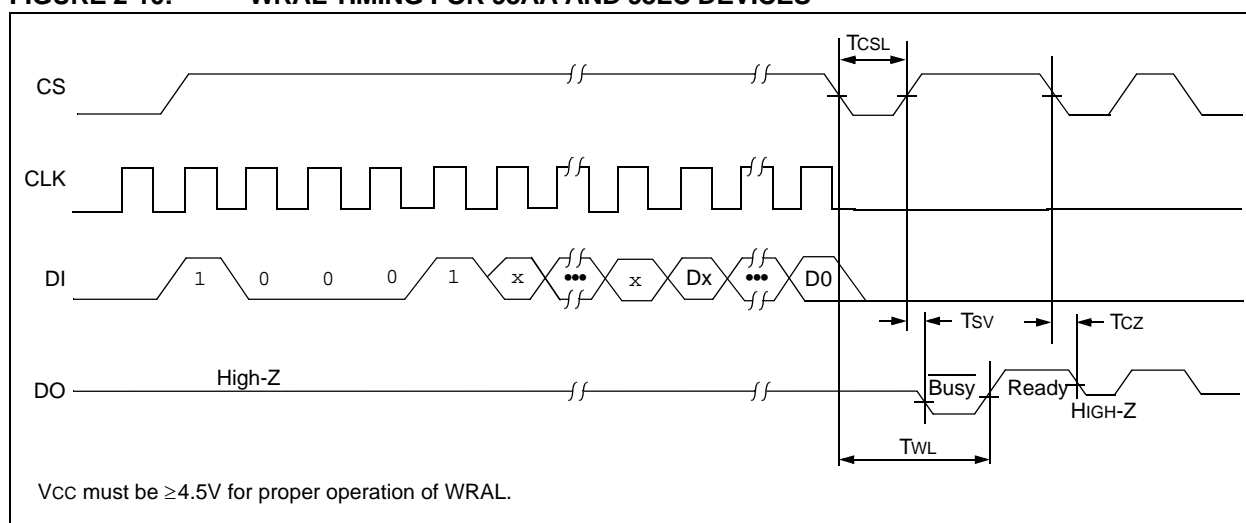 TCSL
CS
CLK
DI 1 0 0 0 1 x ••• x Dx ••• D0
TSV TCZ
High-Z
DO Busy Ready
HIGH-Z
TWL
VCC must be ≥4.5V for proper operation of WRAL.